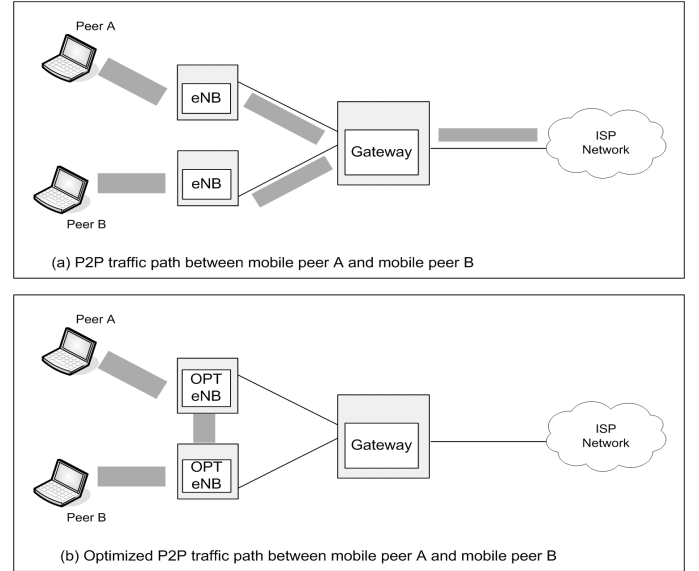 Peer A
eNB
Gateway
ISP
Network
eNB
Peer B
(a) P2P traffic path between mobile peer A and mobile peer B
Peer A
OPT
eNB
Gateway
ISP
Network
OPT
eNB
Peer B
(b) Optimized P2P traffic path between mobile peer A and mobile peer B